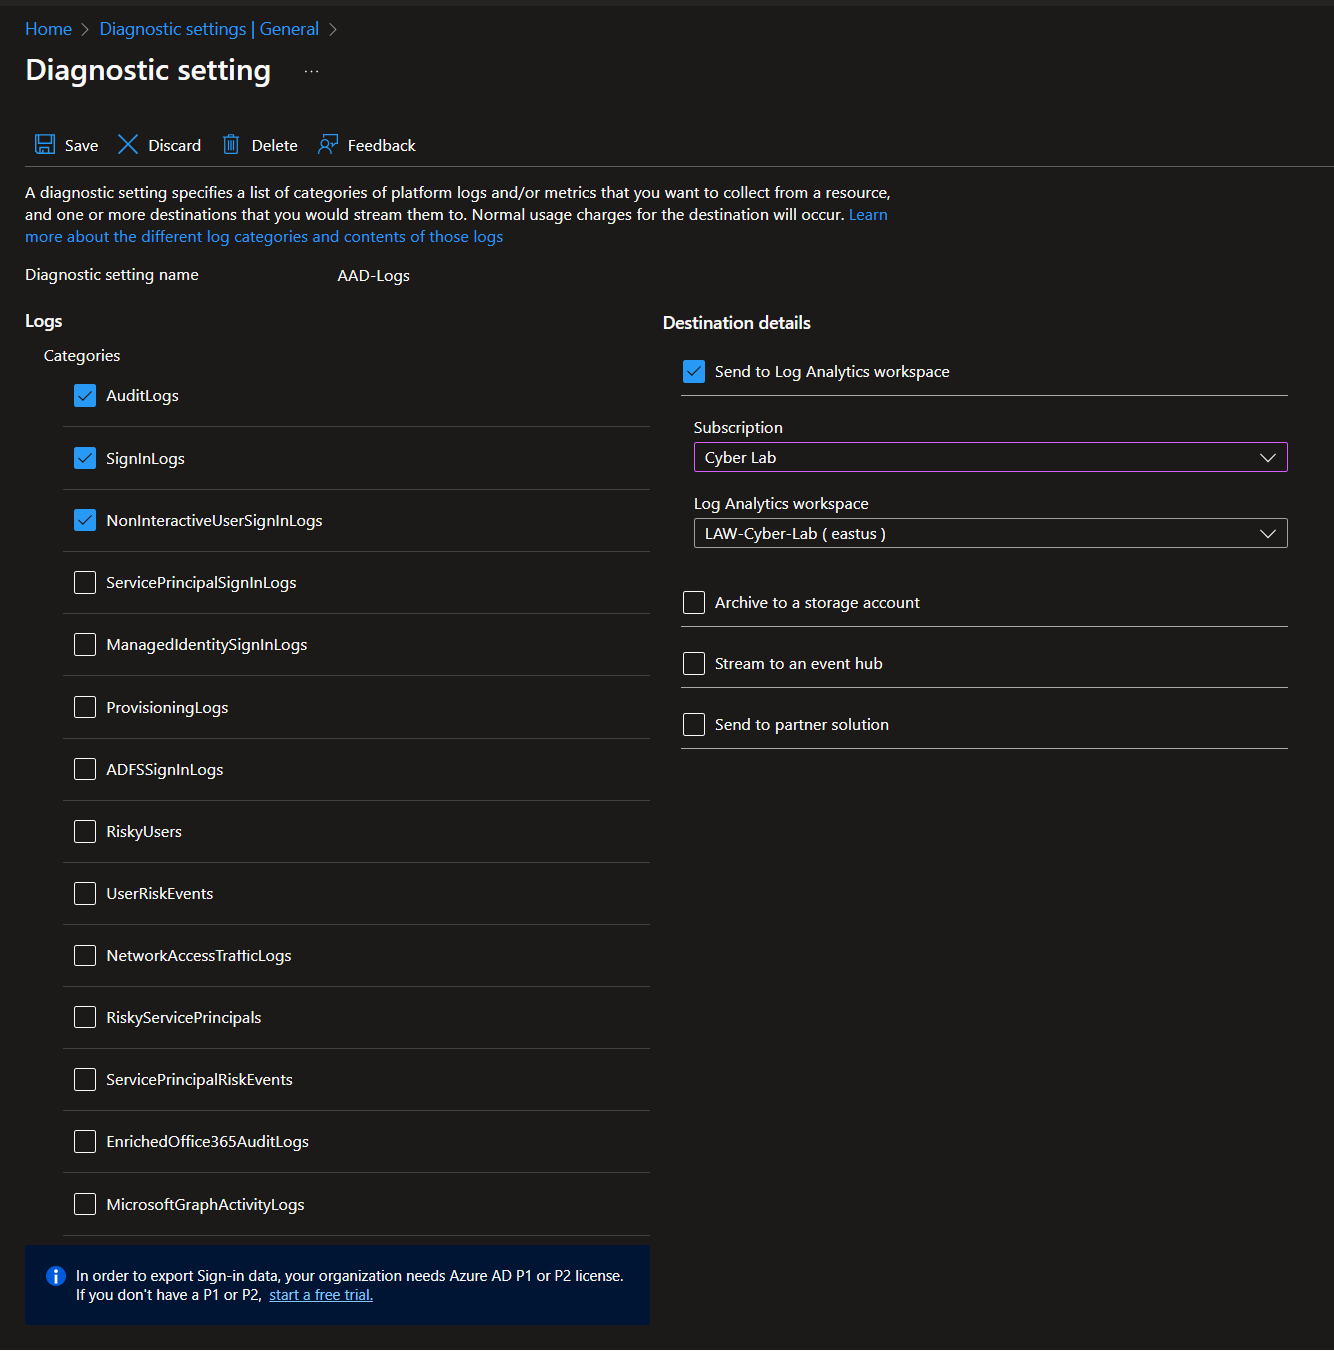 Home > Diagnostic settings | General >
Diagnostic setting ...
Save Discard Delete Feedback
A diagnostic setting specifies a list of categories of platform logs and/or metrics that you want to collect from a resource,
and one or more destinations that you would stream them to. Normal usage charges for the destination will occur. Learn
more about the different log categories and contents of those logs
Diagnostic setting name AAD-Logs
Logs
Categories
AuditLogs
SignInLogs
NonInteractiveUserSignInLogs
ServicePrincipalSignInLogs
ManagedIdentitySignInLogs
ProvisioningLogs
ADFSSignInLogs
RiskyUsers
UserRiskEvents
NetworkAccessTrafficLogs
RiskyServicePrincipals
ServicePrincipalRiskEvents
EnrichedOffice365AuditLogs
MicrosoftGraphActivityLogs
In order to export Sign-in data, your organization needs Azure AD P1 or P2 license.
If you don't have a P1 or P2, start a free trial.
Destination details
Send to Log Analytics workspace
Subscription
Cyber Lab
Log Analytics workspace
LAW-Cyber-Lab ( eastus )
Archive to a storage account
Stream to an event hub
Send to partner solution